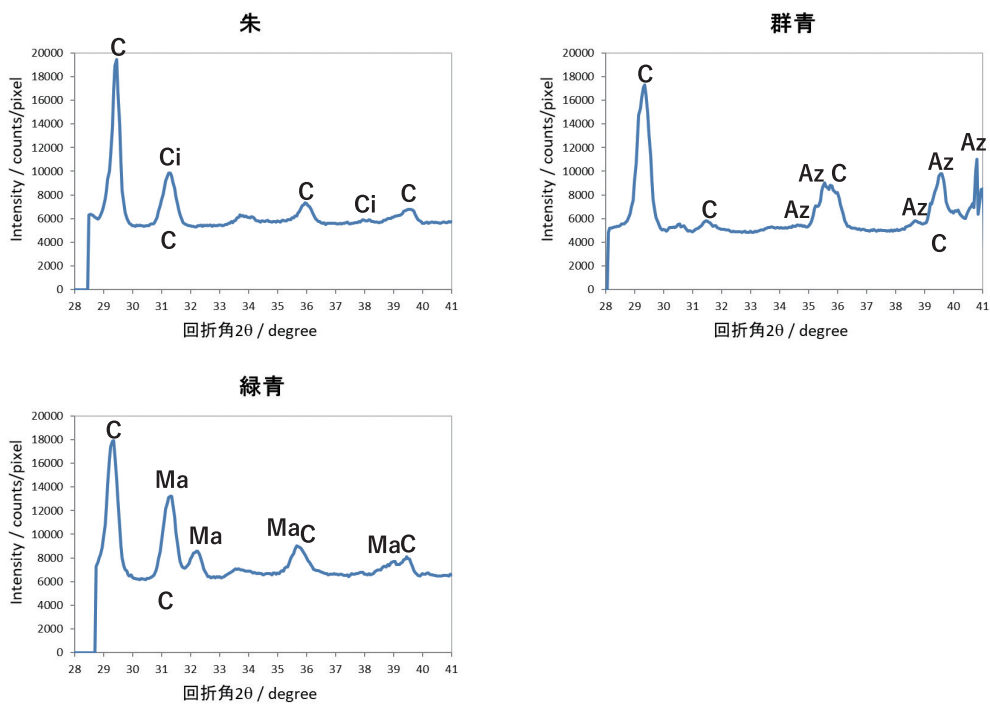 朱
Intensity / counts/pixel
20000
18000
16000
14000
12000
10000
8000
6000
4000
2000
0
C
Ci
C
C
Ci
C
28 29 30 31 32 33 34 35 36 37 38 39 40 41
回折角2θ / degree
群青
Intensity / counts/pixel
20000
18000
16000
14000
12000
10000
8000
6000
4000
2000
0
C
C
Az
Az C
Az
Az
C
Az
28 29 30 31 32 33 34 35 36 37 38 39 40 41
回折角2θ / degree
緑青
Intensity / counts/pixel
20000
18000
16000
14000
12000
10000
8000
6000
4000
2000
0
C
Ma
C
Ma
MaC
MaC
28 29 30 31 32 33 34 35 36 37 38 39 40 41
回折角2θ / degree